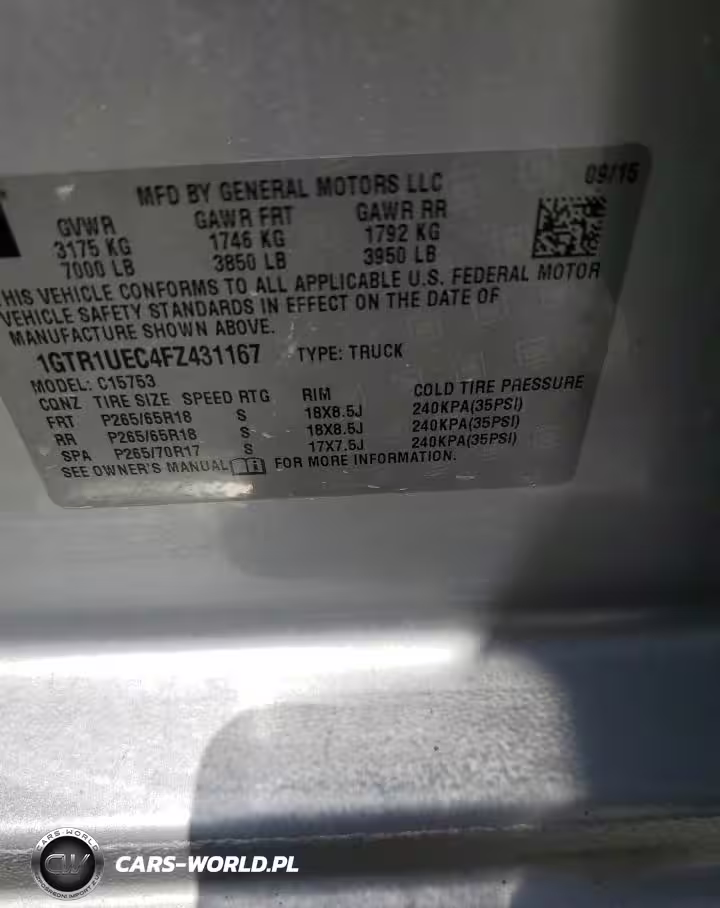 MFD BY GENERAL MOTORS LLC 09/15
GVWR GAWR FRT GAWR RR
3175 KG 1746 KG 1792 KG
7000 LB 3850 LB 3950 LB
THIS VEHICLE CONFORMS TO ALL APPLICABLE U.S. FEDERAL MOTOR
VEHICLE SAFETY STANDARDS IN EFFECT ON THE DATE OF
MANUFACTURE SHOWN ABOVE.
1GTR1UEC4FZ431167 TYPE: TRUCK
MODEL: C15753
CONZ TIRE SIZE SPEED RTG RIM COLD TIRE PRESSURE
FRT P265/65R18 S 18X8.5J 240KPA(35PSI)
RR P265/65R18 S 18X8.5J 240KPA(35PSI)
SPA P265/70R17 S 17X7.5J 240KPA(35PSI)
SEE OWNER'S MANUAL FOR MORE INFORMATION.
CARS-WORLD
CW
CARS-WORLD.PL